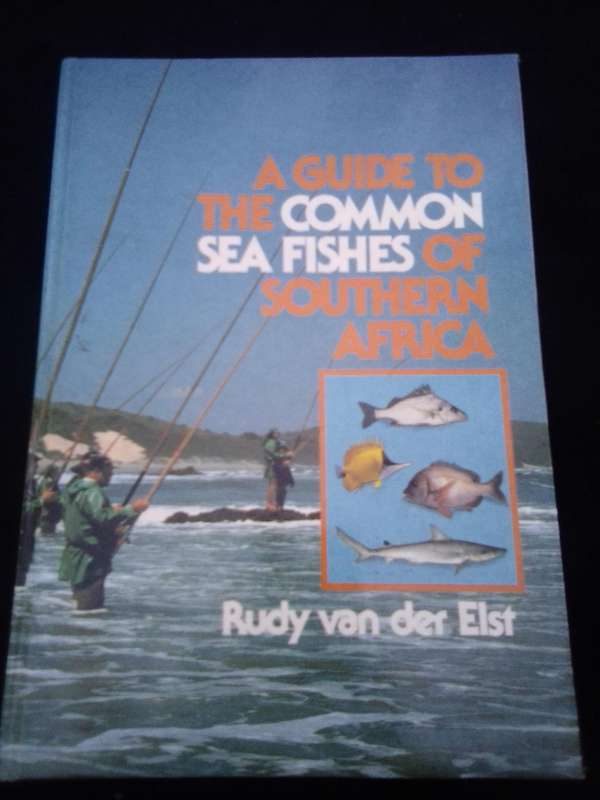 A GUIDE TO
THE COMMON
SEA FISHES OF
SOUTHERN
AFRICA
Rudy van der Elst